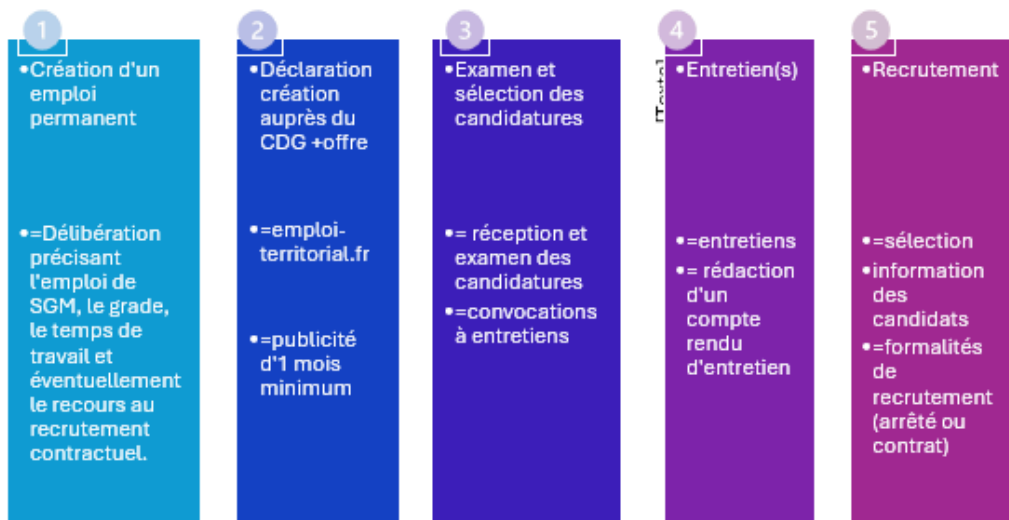 1
•Création d'un
emploi
permanent
•=Délibération
précisant
l'emploi de
SGM, le grade,
le temps de
travail et
éventuellement
le recours au
recrutement
contractuel.
2
•Déclaration
création
auprès du
CDG +offre
•=emploi-
territorial.fr
•=publicité
d'1 mois
minimum
3
•Examen et
sélection des
candidatures
•= réception et
examen des
candidatures
•=convocations
à entretiens
4
•Entretien(s)
•=entretiens
•= rédaction
d'un
compte
rendu
d'entretien
5
•Recrutement
•=sélection
•information
des
candidats
•=formalités
de
recrutement
(arrêté ou
contrat)